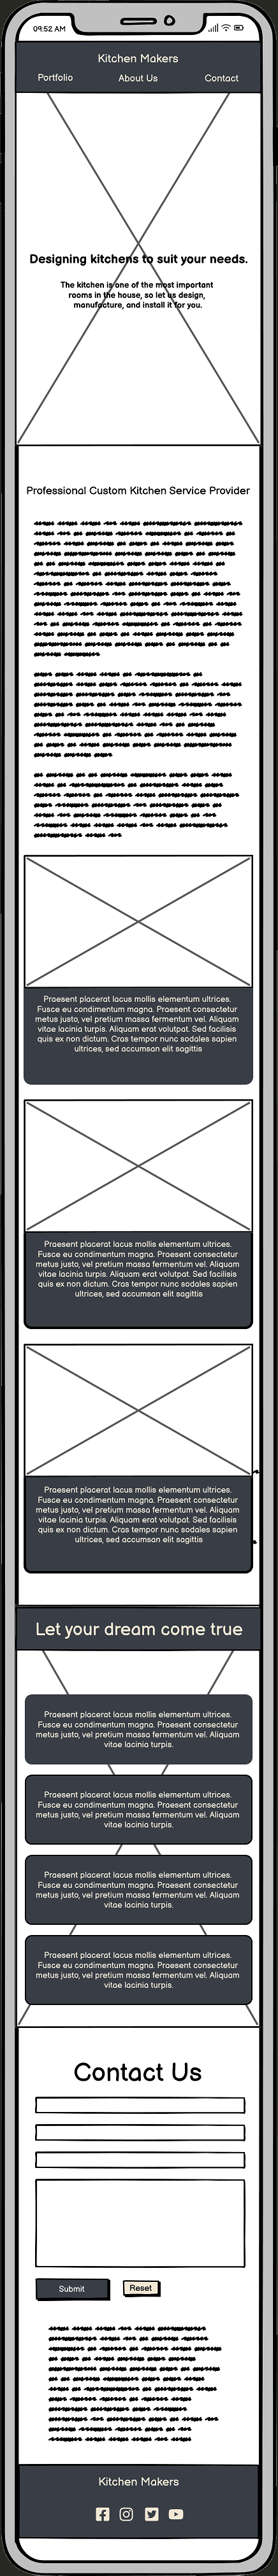 09:52 AM
Kitchen Makers
Portfolio About Us Contact
Designing kitchens to suit your needs.
The kitchen is one of the most important
rooms in the house, so let us design,
manufacture, and install it for you.
Professional Custom Kitchen Service Provider
Praesent placerat lacus mollis elementum ultrices.
Fusce eu condimentum magna. Praesent consectetur
metus justo, vel pretium massa fermentum vel. Aliquam
vitae lacinia turpis. Aliquam erat volutpat. Sed facilisis
quis ex non dictum. Cras tempor nunc sodales sapien
ultrices, sed accumsan elit sagittis
Praesent placerat lacus mollis elementum ultrices.
Fusce eu condimentum magna. Praesent consectetur
metus justo, vel pretium massa fermentum vel. Aliquam
vitae lacinia turpis. Aliquam erat volutpat. Sed facilisis
quis ex non dictum. Cras tempor nunc sodales sapien
ultrices, sed accumsan elit sagittis
Praesent placerat lacus mollis elementum ultrices.
Fusce eu condimentum magna. Praesent consectetur
metus justo, vel pretium massa fermentum vel. Aliquam
vitae lacinia turpis. Aliquam erat volutpat. Sed facilisis
quis ex non dictum. Cras tempor nunc sodales sapien
ultrices, sed accumsan elit sagittis
Let your dream come true
Praesent placerat lacus mollis elementum ultrices.
Fusce eu condimentum magna. Praesent consectetur
metus justo, vel pretium massa fermentum vel. Aliquam
vitae lacinia turpis.
Praesent placerat lacus mollis elementum ultrices.
Fusce eu condimentum magna. Praesent consectetur
metus justo, vel pretium massa fermentum vel. Aliquam
vitae lacinia turpis.
Praesent placerat lacus mollis elementum ultrices.
Fusce eu condimentum magna. Praesent consectetur
metus justo, vel pretium massa fermentum vel. Aliquam
vitae lacinia turpis.
Praesent placerat lacus mollis elementum ultrices.
Fusce eu condimentum magna. Praesent consectetur
metus justo, vel pretium massa fermentum vel. Aliquam
vitae lacinia turpis.
Contact Us
Submit Reset
Kitchen Makers